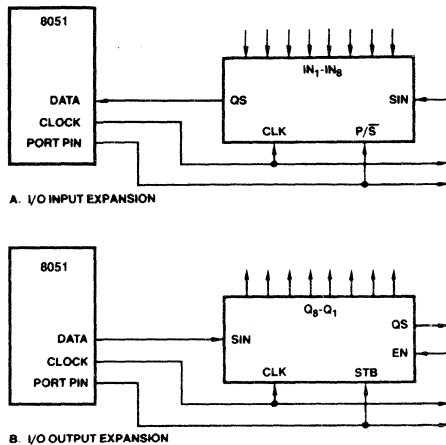 8051
IN₁-IN₈
DATA
QS
SIN
CLOCK
CLK
P/S̅
PORT PIN
A. I/O INPUT EXPANSION
8051
Q₈-Q₁
QS
DATA
SIN
EN
CLOCK
CLK
STB
PORT PIN
B. I/O OUTPUT EXPANSION